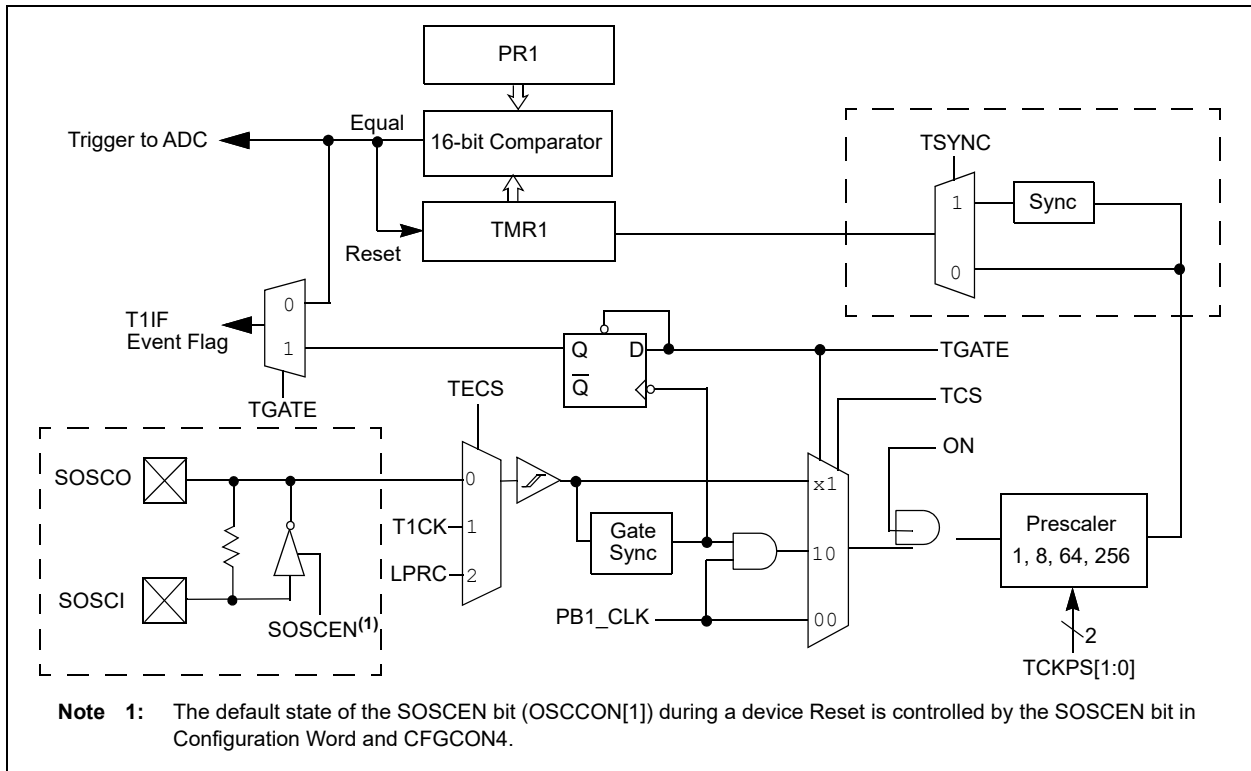 PR1
Trigger to ADC
Equal
16-bit Comparator
TSYNC
1
Sync
Reset
TMR1
0
0
T1IF
Event Flag
1
TGATE
Q
D
Q
TGATE
TECS
TCS
ON
SOSCO
0
x1
T1CK
1
Gate
Sync
10
Prescaler
1, 8, 64, 256
LPRC
2
SOSCI
SOSCEN(1)
PB1_CLK
00
2
TCKPS[1:0]
Note 1: The default state of the SOSCEN bit (OSCCON[1]) during a device Reset is controlled by the SOSCEN bit in
Configuration Word and CFGCON4.